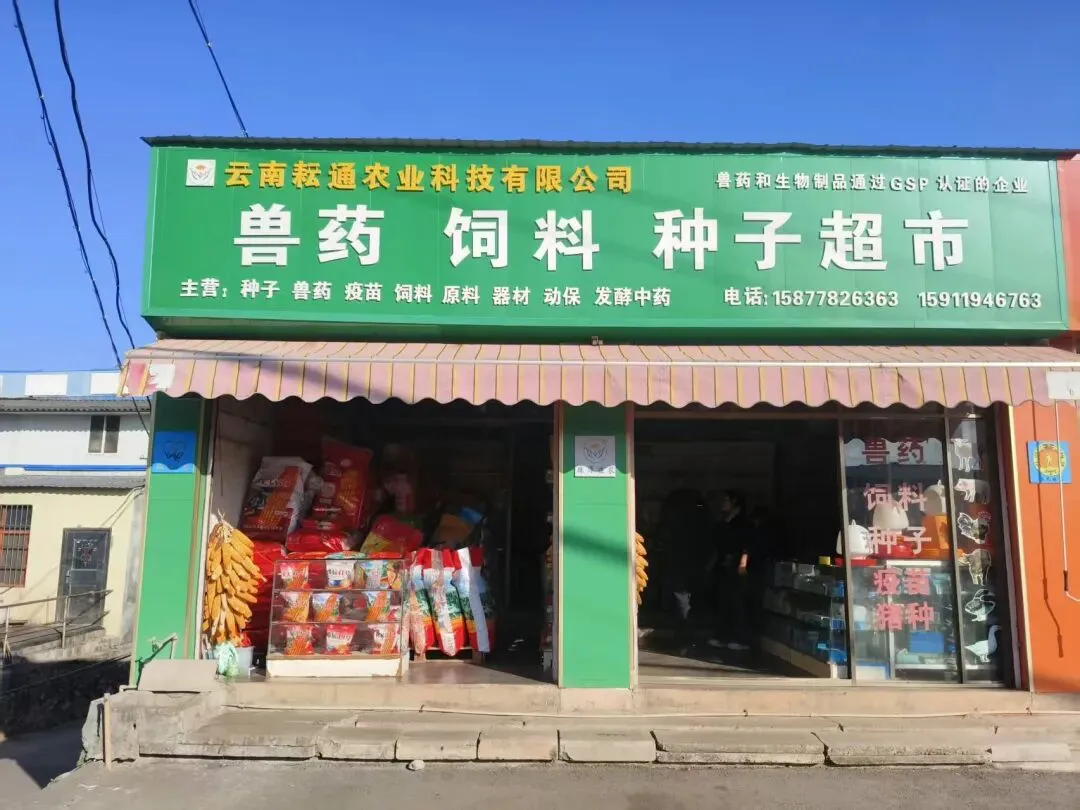 云南耘通农业科技有限公司
兽药和生物制品通过GSP 认证的企业
兽药 饲料 种子超市
主营：种子 兽药 疫苗 饲料 原料 器材 动保 发酵中药
电话：15877826363 15911946763
兽药
饲料
种子
疫苗
猪种